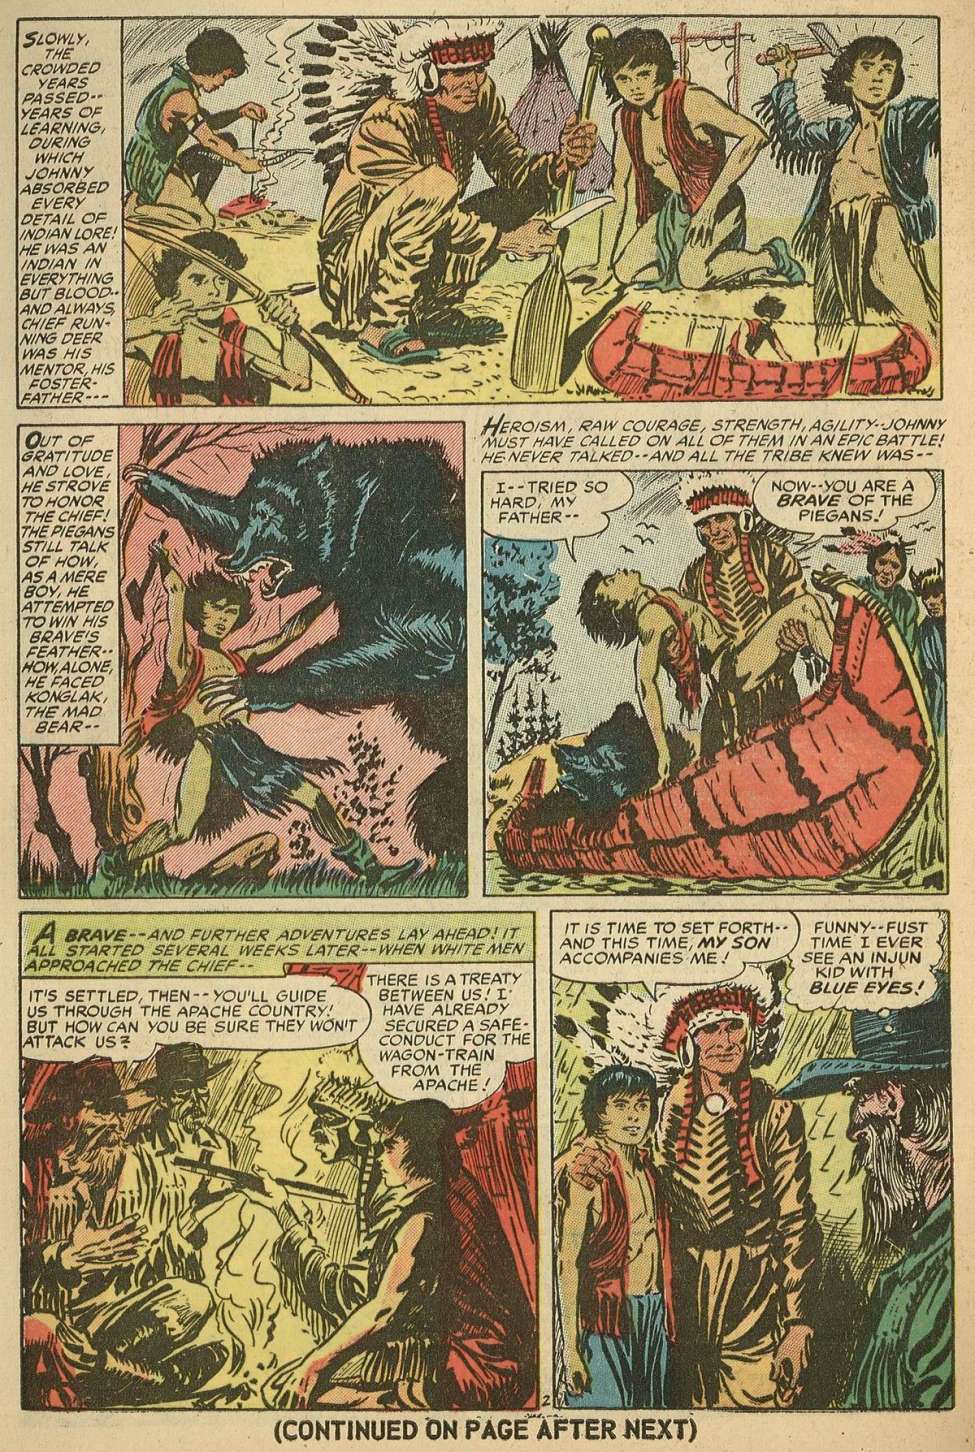 SLOWLY,
THE
CROWDED
YEARS
PASSED--
YEARS OF
LEARNING,
DURING
WHICH
JOHNNY
ABSORBED
EVERY
DETAIL OF
INDIAN LORE!
HE WAS AN
INDIAN IN
EVERYTHING
BUT BLOOD--
AND ALWAYS,
CHIEF RUN-
NING DEER
WAS HIS
MENTOR, HIS
FOSTER-
FATHER---
OUT OF
GRATITUDE
AND LOVE,
HE STROVE
TO HONOR
THE CHIEF!
THE PIEGANS
STILL TALK
OF HOW,
AS A MERE
BOY, HE
ATTEMPTED
TO WIN HIS
BRAVE'S
FEATHER--
HOW, ALONE,
HE FACED
KONGLAK,
THE MAD
BEAR--
HEROISM, RAW COURAGE, STRENGTH, AGILITY--JOHNNY
MUST HAVE CALLED ON ALL OF THEM IN AN EPIC BATTLE!
HE NEVER TALKED--AND ALL THE TRIBE KNEW WAS--
I--TRIED SO
HARD, MY
FATHER--
NOW--YOU ARE A
BRAVE OF THE
PIEGANS!
A BRAVE--AND FURTHER ADVENTURES LAY AHEAD! IT
ALL STARTED SEVERAL WEEKS LATER--WHEN WHITE MEN
APPROACHED THE CHIEF--
IT'S SETTLED, THEN--YOU'LL GUIDE
US THROUGH THE APACHE COUNTRY!
BUT HOW CAN YOU BE SURE THEY WON'T
ATTACK US?
THERE IS A TREATY
BETWEEN US! I
HAVE ALREADY
SECURED A SAFE-
CONDUCT FOR THE
WAGON-TRAIN
FROM THE
APACHE!
IT IS TIME TO SET FORTH--
AND THIS TIME, MY SON
ACCOMPANIES ME!
FUNNY--FUST
TIME I EVER
SEE AN INJUN
KID WITH
BLUE EYES!
2
(CONTINUED ON PAGE AFTER NEXT)